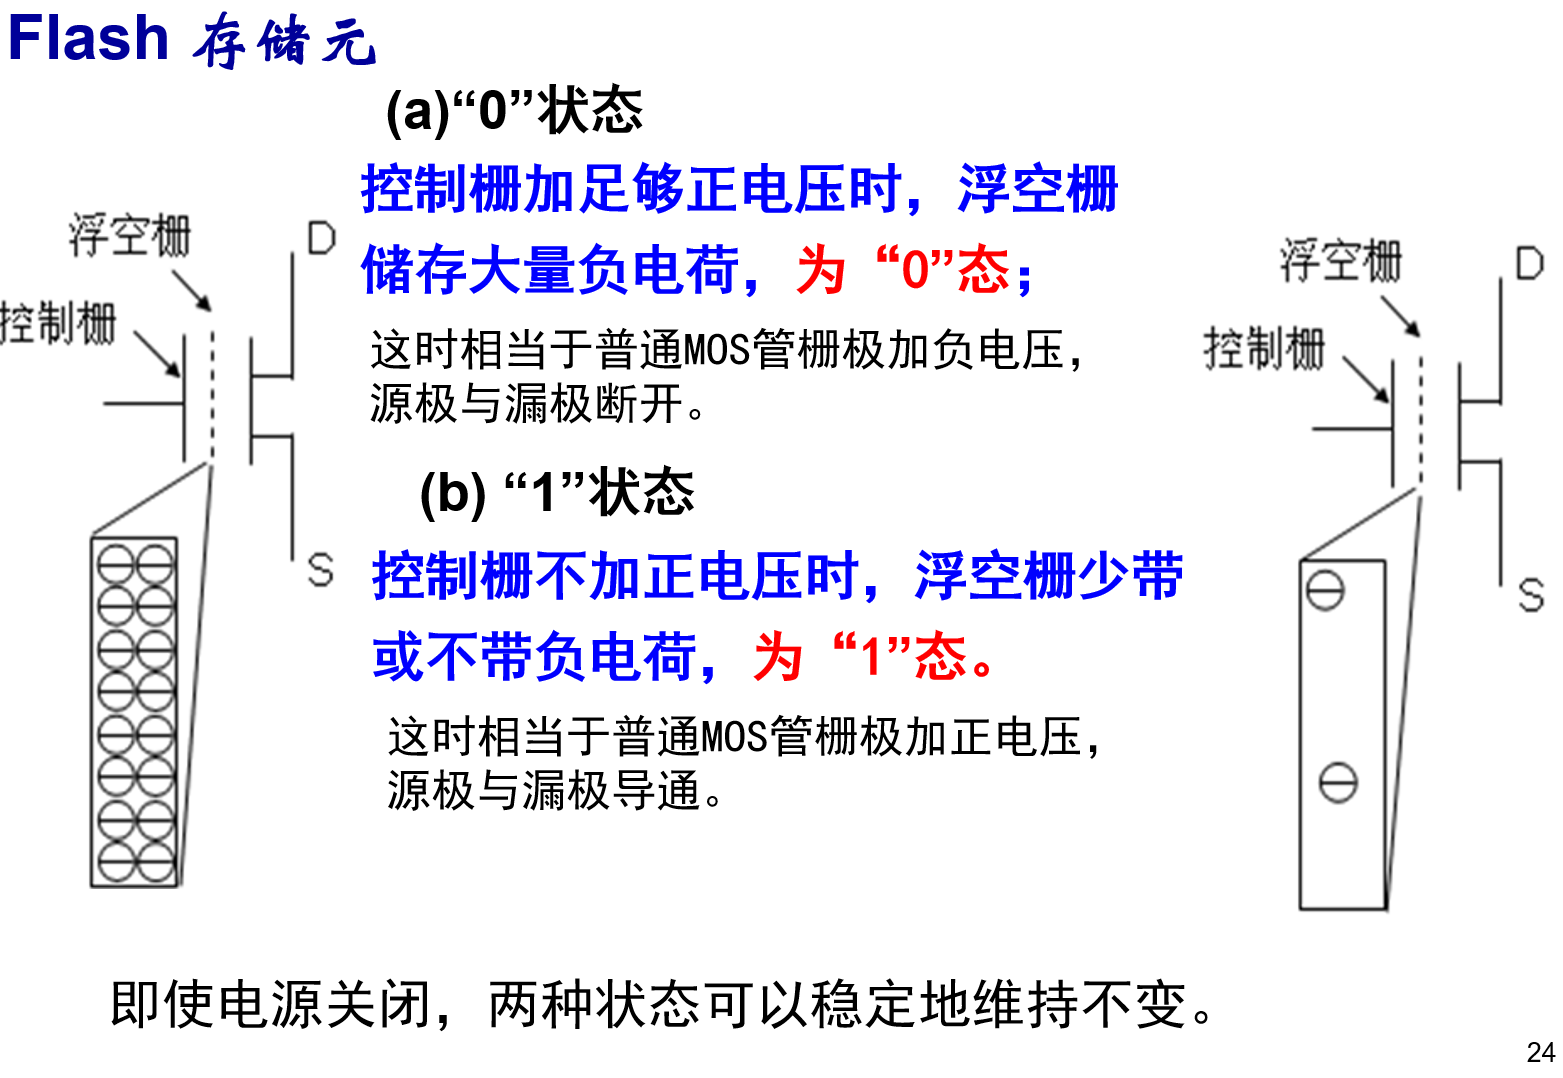 Flash 存储元
(a)“0”状态
控制栅加足够正电压时，浮空栅
储存大量负电荷，为“0”态；
这时相当于普通MOS管栅极加负电压，
源极与漏极断开。
(b) “1”状态
控制栅不加正电压时，浮空栅少带
或不带负电荷，为“1”态。
这时相当于普通MOS管栅极加正电压，
源极与漏极导通。
浮空栅
D
控制栅
S
浮空栅
D
控制栅
S
即使电源关闭，两种状态可以稳定地维持不变。
24